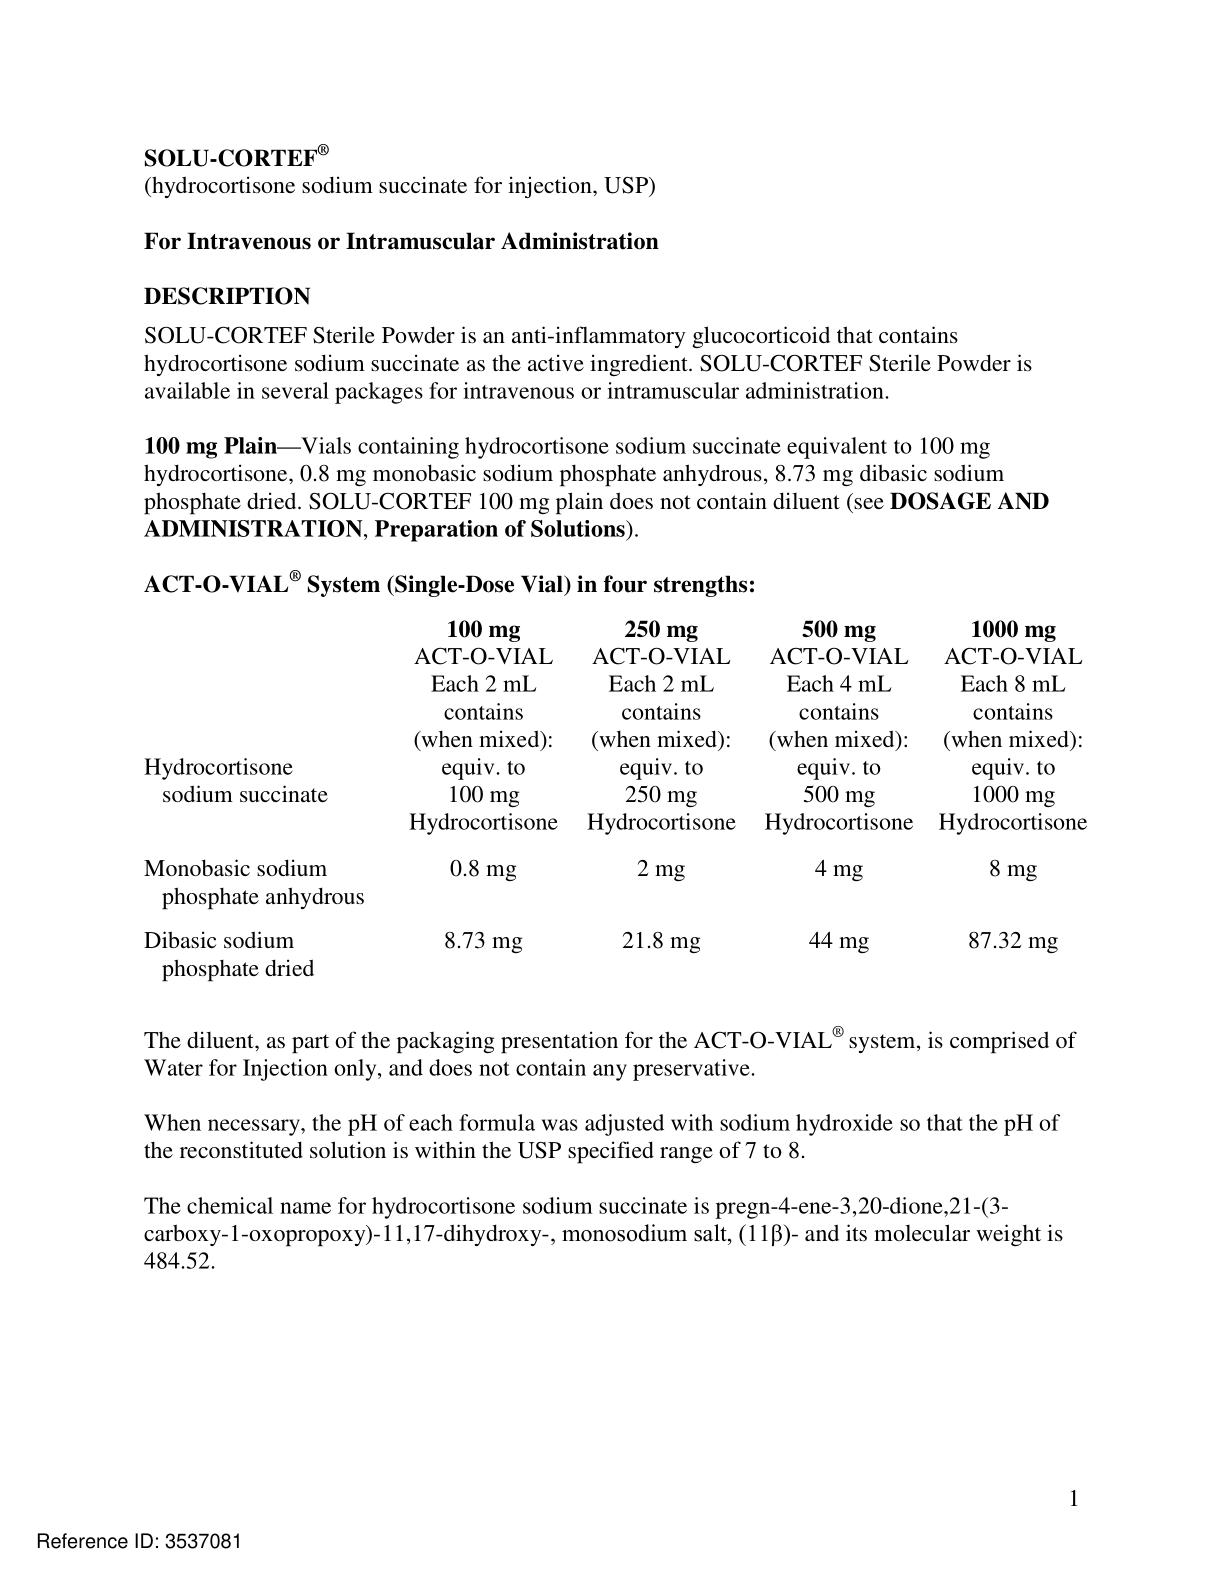 SOLU-CORTEF®
(hydrocortisone sodium succinate for injection, USP)
For Intravenous or Intramuscular Administration
DESCRIPTION
SOLU-CORTEF Sterile Powder is an anti-inflammatory glucocorticoid that contains
hydrocortisone sodium succinate as the active ingredient. SOLU-CORTEF Sterile Powder is
available in several packages for intravenous or intramuscular administration.
100 mg Plain—Vials containing hydrocortisone sodium succinate equivalent to 100 mg
hydrocortisone, 0.8 mg monobasic sodium phosphate anhydrous, 8.73 mg dibasic sodium
phosphate dried. SOLU-CORTEF 100 mg plain does not contain diluent (see DOSAGE AND
ADMINISTRATION, Preparation of Solutions).
ACT-O-VIAL® System (Single-Dose Vial) in four strengths:
100 mg 250 mg 500 mg 1000 mg
ACT-O-VIAL ACT-O-VIAL ACT-O-VIAL ACT-O-VIAL
Each 2 mL Each 2 mL Each 4 mL Each 8 mL
contains contains contains contains
(when mixed): (when mixed): (when mixed): (when mixed):
Hydrocortisone equiv. to equiv. to equiv. to equiv. to
sodium succinate 100 mg 250 mg 500 mg 1000 mg
Hydrocortisone Hydrocortisone Hydrocortisone Hydrocortisone
Monobasic sodium 0.8 mg 2 mg 4 mg 8 mg
phosphate anhydrous
Dibasic sodium 8.73 mg 21.8 mg 44 mg 87.32 mg
phosphate dried
The diluent, as part of the packaging presentation for the ACT-O-VIAL® system, is comprised of
Water for Injection only, and does not contain any preservative.
When necessary, the pH of each formula was adjusted with sodium hydroxide so that the pH of
the reconstituted solution is within the USP specified range of 7 to 8.
The chemical name for hydrocortisone sodium succinate is pregn-4-ene-3,20-dione,21-(3-
carboxy-1-oxopropoxy)-11,17-dihydroxy-, monosodium salt, (11β)- and its molecular weight is
484.52.
1
Reference ID: 3537081